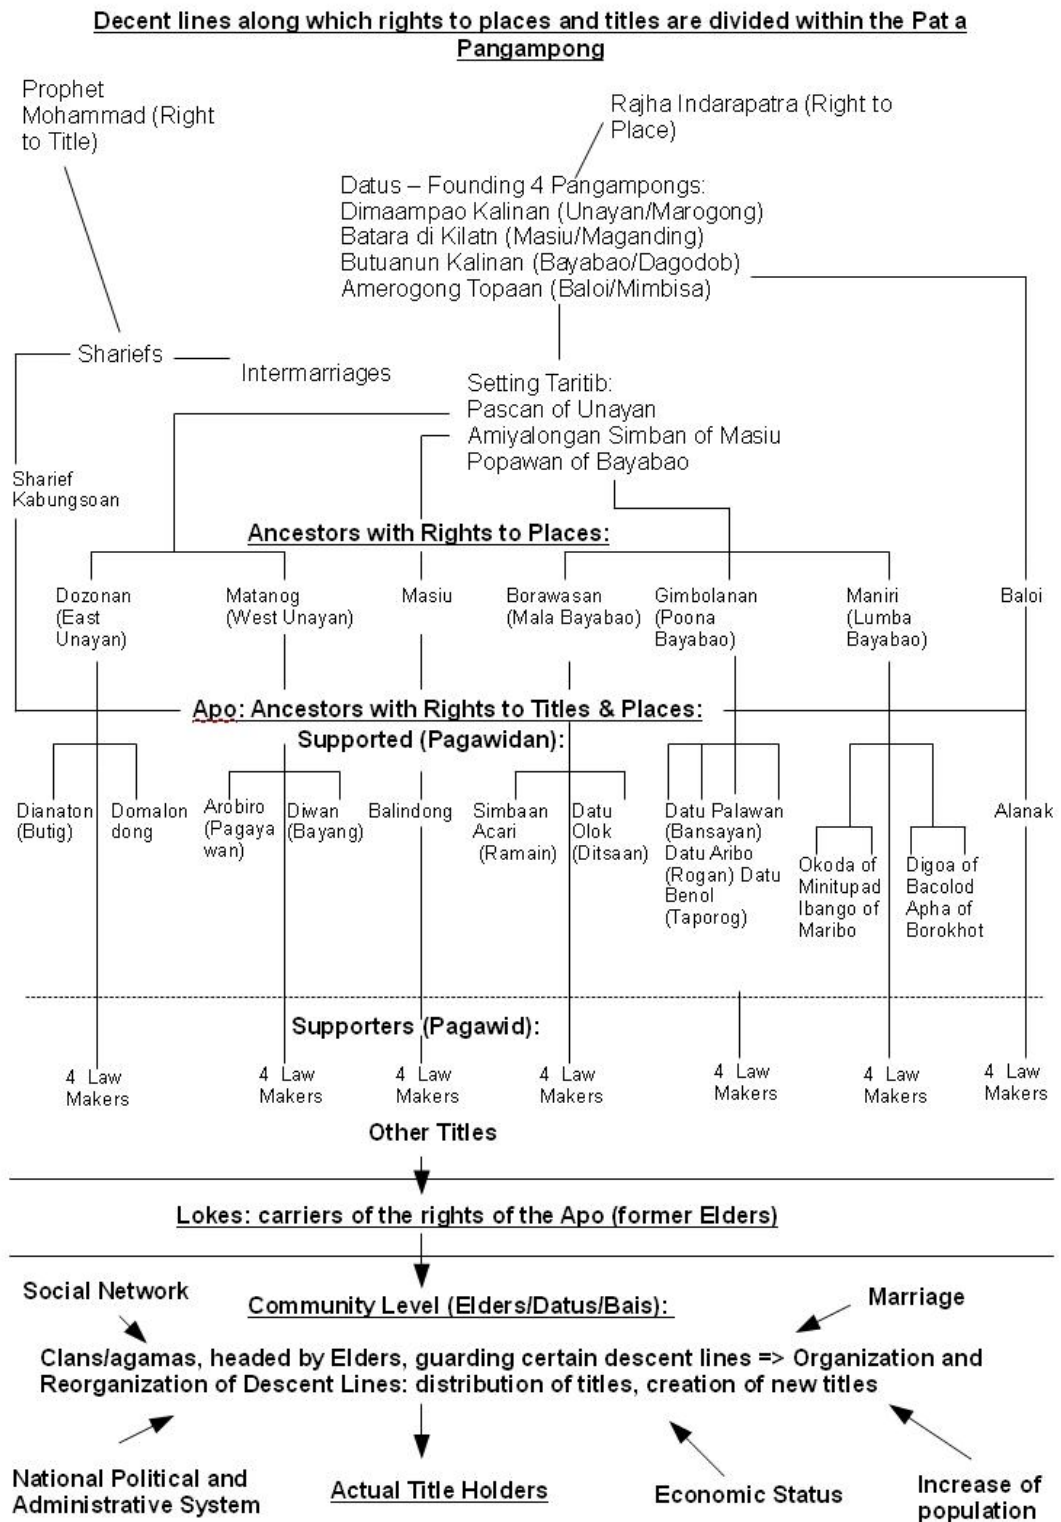 Decent lines along which rights to places and titles are divided within the Pat a
Pangampong
Prophet
Mohammad (Right
to Title)
Rajha Indarapatra (Right to
Place)
Datus – Founding 4 Pangampongs:
Dimaampao Kalinan (Unayan/Marogong)
Batara di Kilatn (Masiu/Maganding)
Butuanun Kalinan (Bayabao/Dagodob)
Amerogong Topaan (Baloi/Mimbisa)
Shariefs
Intermarriages
Setting Taritib:
Pascan of Unayan
Amiyalongan Simban of Masiu
Popawan of Bayabao
Sharief
Kabungsoan
Ancestors with Rights to Places:
Dozonan
(East
Unayan)
Matanog
(West Unayan)
Masiu
Borawasan
(Mala Bayabao)
Gimbolanan
(Poona
Bayabao)
Maniri
(Lumba
Bayabao)
Baloi
Apo: Ancestors with Rights to Titles & Places:
Supported (Pagawidan):
Dianaton
(Butig)
Domalon
dong
Arobiro
(Pagaya
wan)
Diwan
(Bayang)
Balindong
Simbaan
Acari
(Ramain)
Datu
Olok
(Ditsaan)
Datu Palawan
(Bansayan)
Datu Aribo
(Rogan) Datu
Benol
(Taporog)
Okoda of
Minitupad
Ibango of
Maribo
Digoa of
Bacolod
Apha of
Borokhot
Alanak
Supporters (Pagawid):
4 Law
Makers
4 Law
Makers
4 Law
Makers
4 Law
Makers
4 Law
Makers
4 Law
Makers
4 Law
Makers
Other Titles
Lokes: carriers of the rights of the Apo (former Elders)
Social Network
Community Level (Elders/Datus/Bais):
Marriage
Clans/agamas, headed by Elders, guarding certain descent lines => Organization and
Reorganization of Descent Lines: distribution of titles, creation of new titles
National Political and
Administrative System
Actual Title Holders
Economic Status
Increase of
population